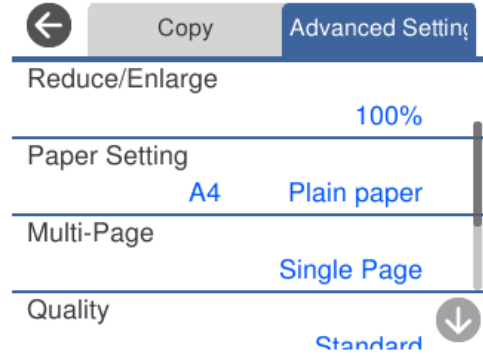 Copy Advanced Setting
Reduce/Enlarge
100%
Paper Setting
A4 Plain paper
Multi-Page
Single Page
Quality
Standard